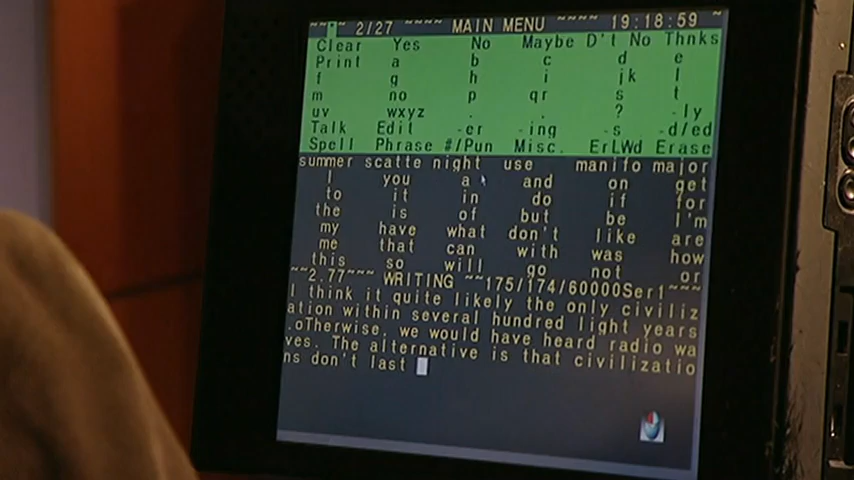 2/27 ~~~~ MAIN MENU ~~~~ 19:18:59 ~
Clear Yes No Maybe D't No Thnks
Print a b c d e
f g h i jk l
m no p qr s t
uv wxyz . , ? -ly
Talk Edit -er -ing -s -d/ed
Spell Phrase #/Pun Misc. ErLWd Erase
summer scatte night use manifo major
I you a and on get
to it in do if for
the is of but be I'm
my have what don't like are
me that can with was how
this so will go not or
~~2.77~~~ WRITING ~~175/174/60000Ser1~~~
I think it quite likely the only civiliz
ation within several hundred light years
.oTherwise, we would have heard radio wa
ves. The alternative is that civilizatio
ns don't last